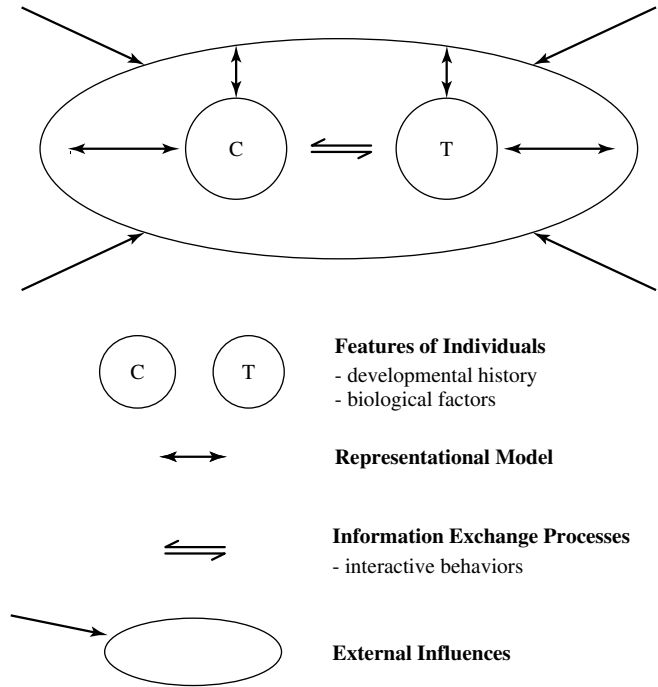 C
T
C
T
Features of Individuals
- developmental history
- biological factors
Representational Model
Information Exchange Processes
- interactive behaviors
External Influences